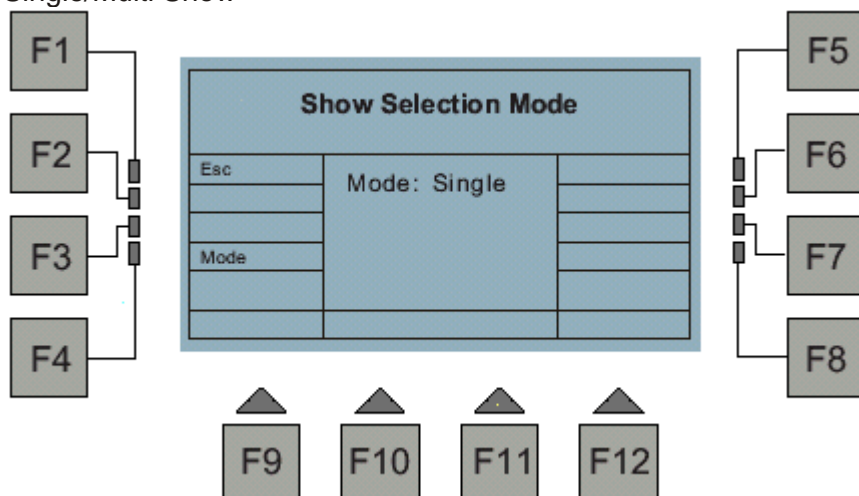 Single/Multi Show
F1
F5
Show Selection Mode
F2
F6
Esc
Mode: Single
F3
F7
Mode
F4
F8
F9 F10 F11 F12